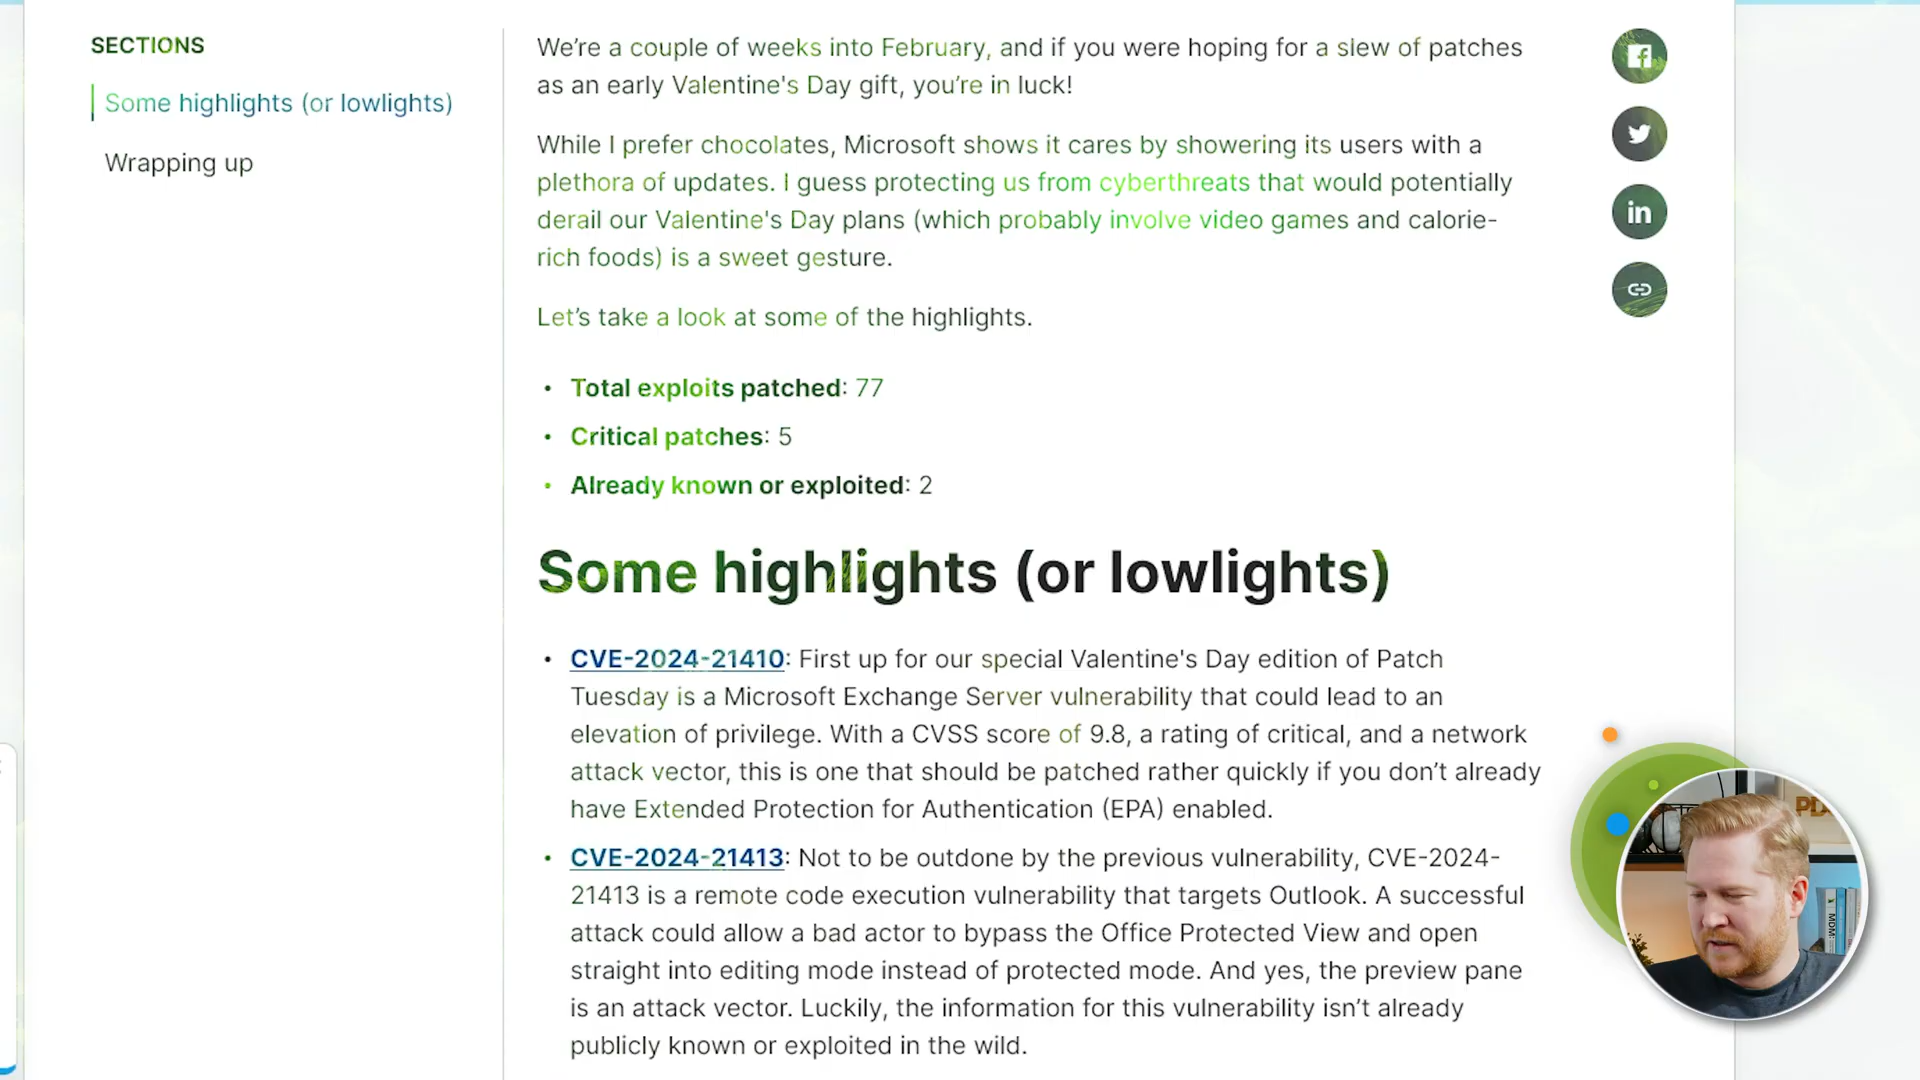 SECTIONS
Some highlights (or lowlights)
Wrapping up
We’re a couple of weeks into February, and if you were hoping for a slew of patches
as an early Valentine's Day gift, you’re in luck!
While I prefer chocolates, Microsoft shows it cares by showering its users with a
plethora of updates. I guess protecting us from cyberthreats that would potentially
derail our Valentine's Day plans (which probably involve video games and calorie-
rich foods) is a sweet gesture.
Let’s take a look at some of the highlights.
• Total exploits patched: 77
• Critical patches: 5
• Already known or exploited: 2
Some highlights (or lowlights)
• CVE-2024-21410: First up for our special Valentine's Day edition of Patch
Tuesday is a Microsoft Exchange Server vulnerability that could lead to an
elevation of privilege. With a CVSS score of 9.8, a rating of critical, and a network
attack vector, this is one that should be patched rather quickly if you don’t already
have Extended Protection for Authentication (EPA) enabled.
• CVE-2024-21413: Not to be outdone by the previous vulnerability, CVE-2024-
21413 is a remote code execution vulnerability that targets Outlook. A successful
attack could allow a bad actor to bypass the Office Protected View and open
straight into editing mode instead of protected mode. And yes, the preview pane
is an attack vector. Luckily, the information for this vulnerability isn’t already
publicly known or exploited in the wild.
in
MDM: